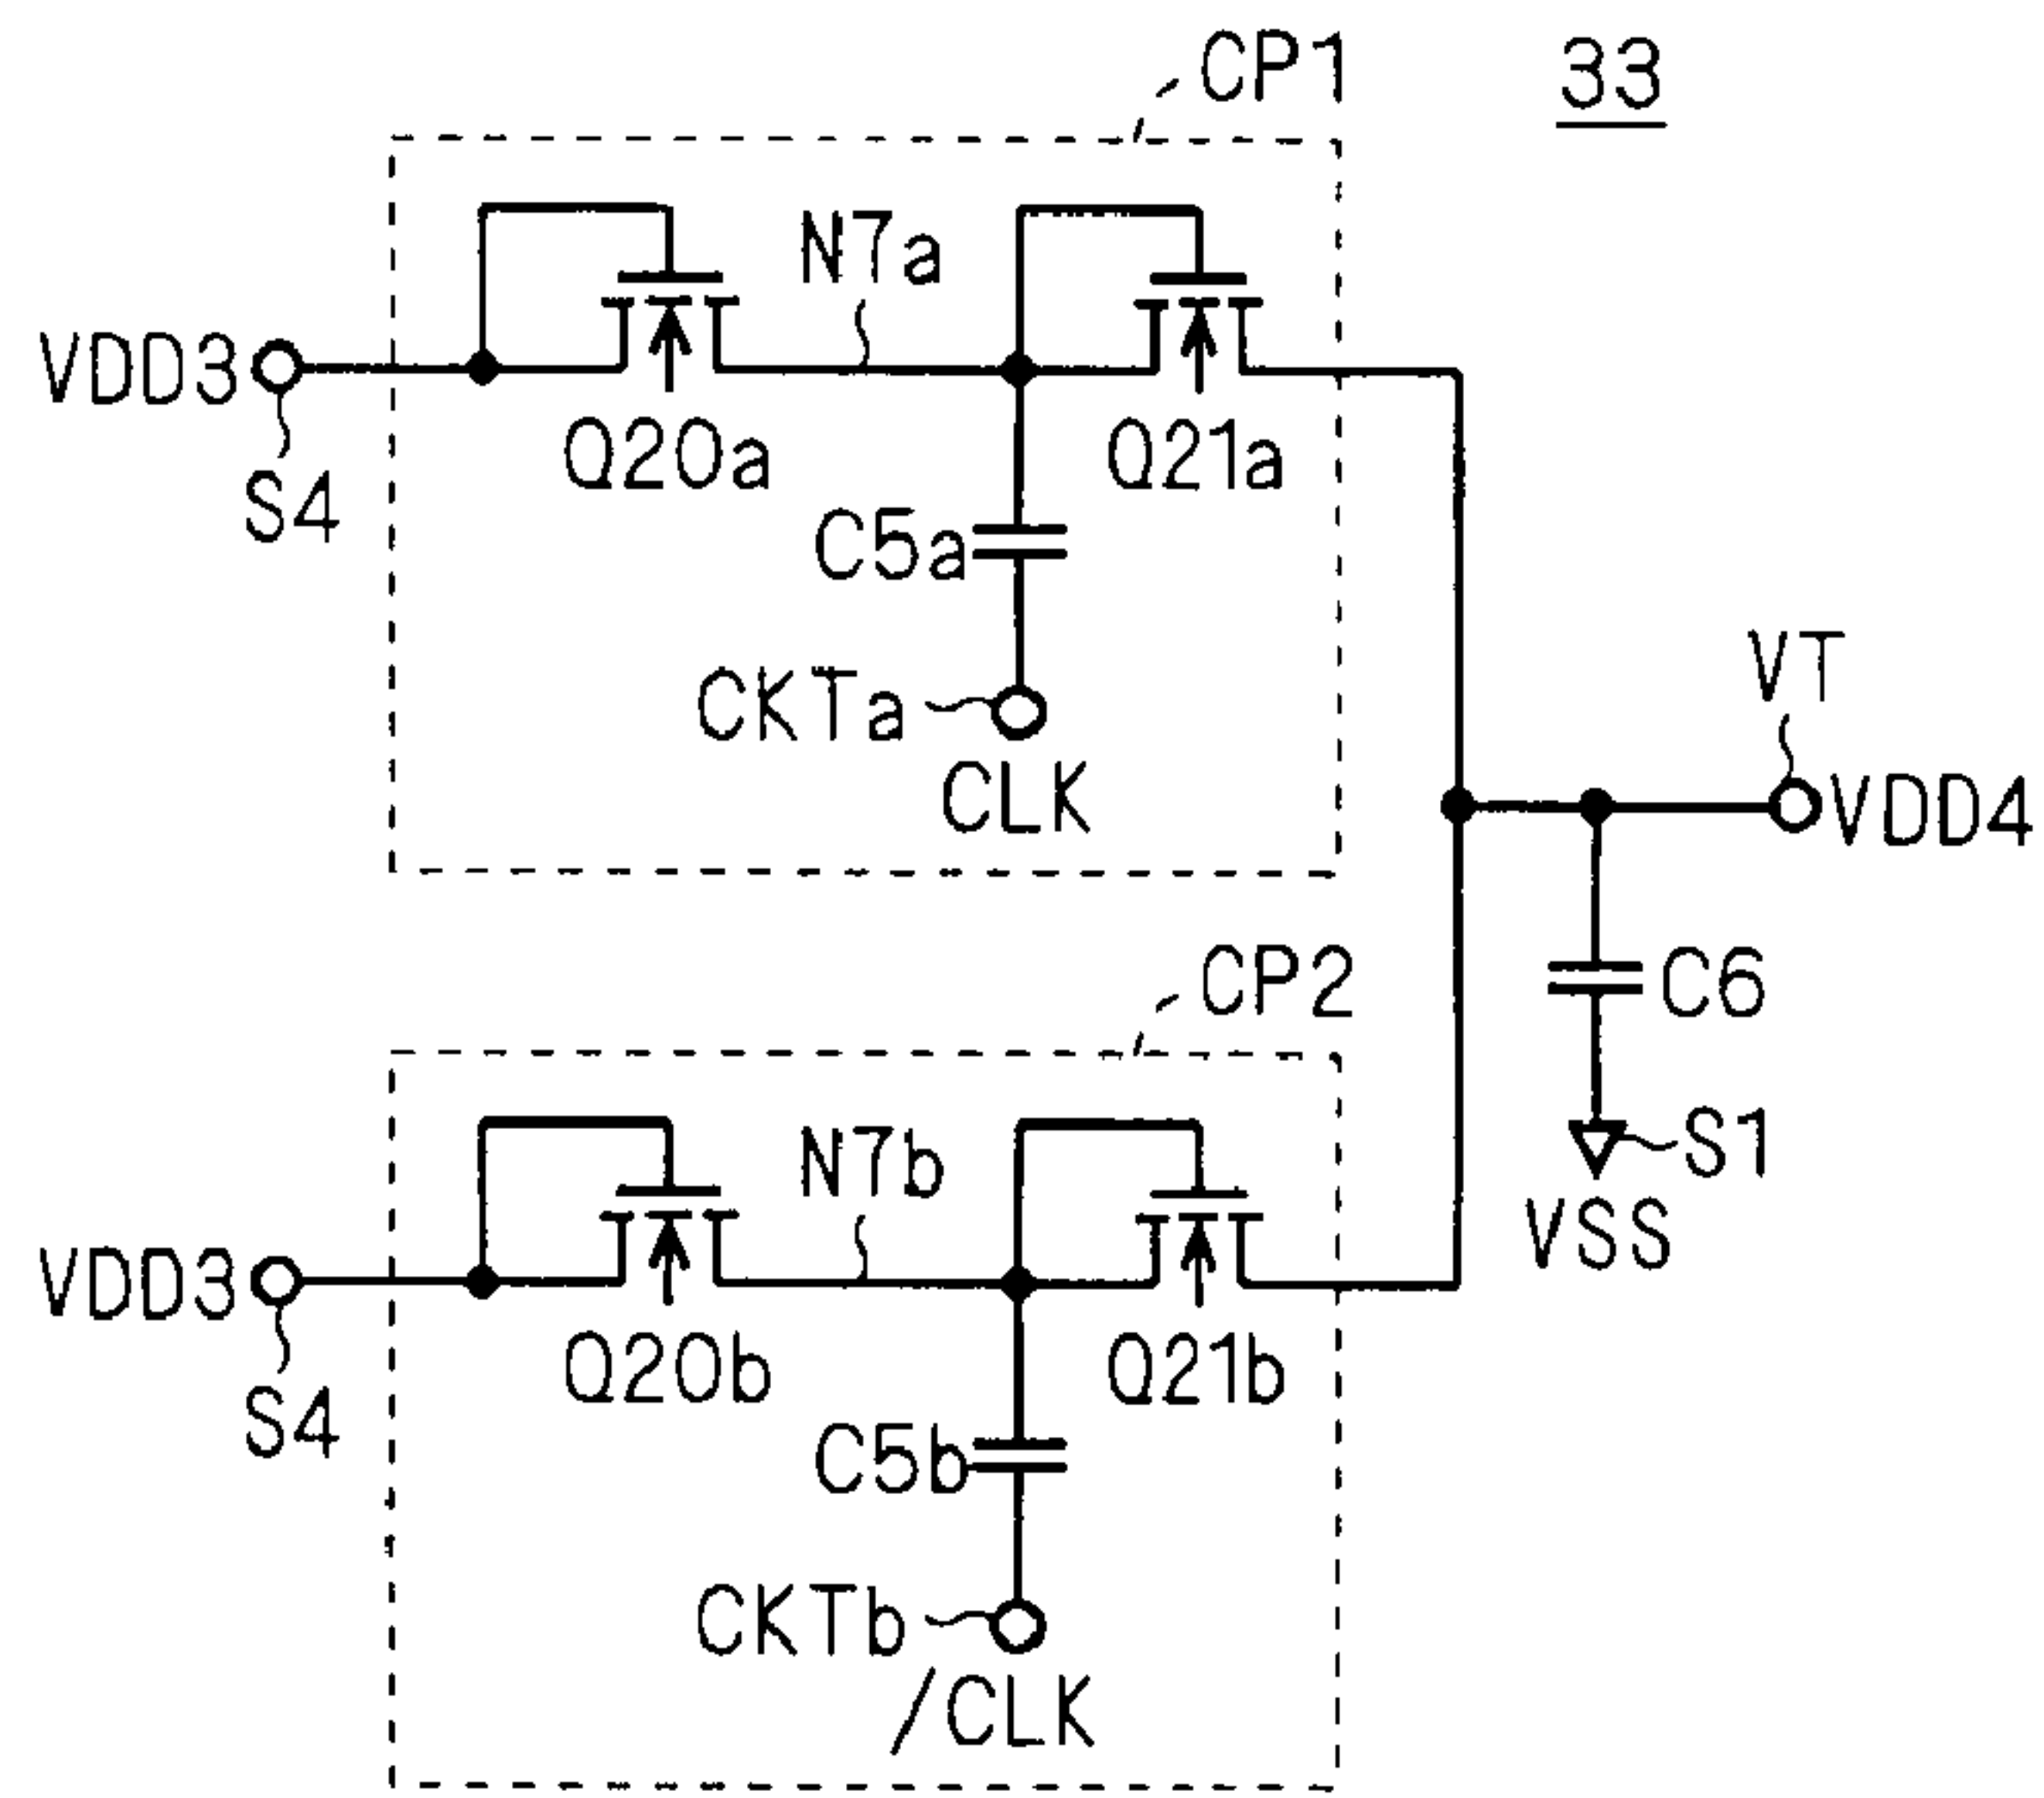 CP1
33
N7a
VDD3
Q20a
Q21a
S4
C5a
CKTa
CLK
VT
VDD4
CP2
C6
N7b
S1
VSS
VDD3
Q20b
Q21b
S4
C5b
CKTb
/CLK